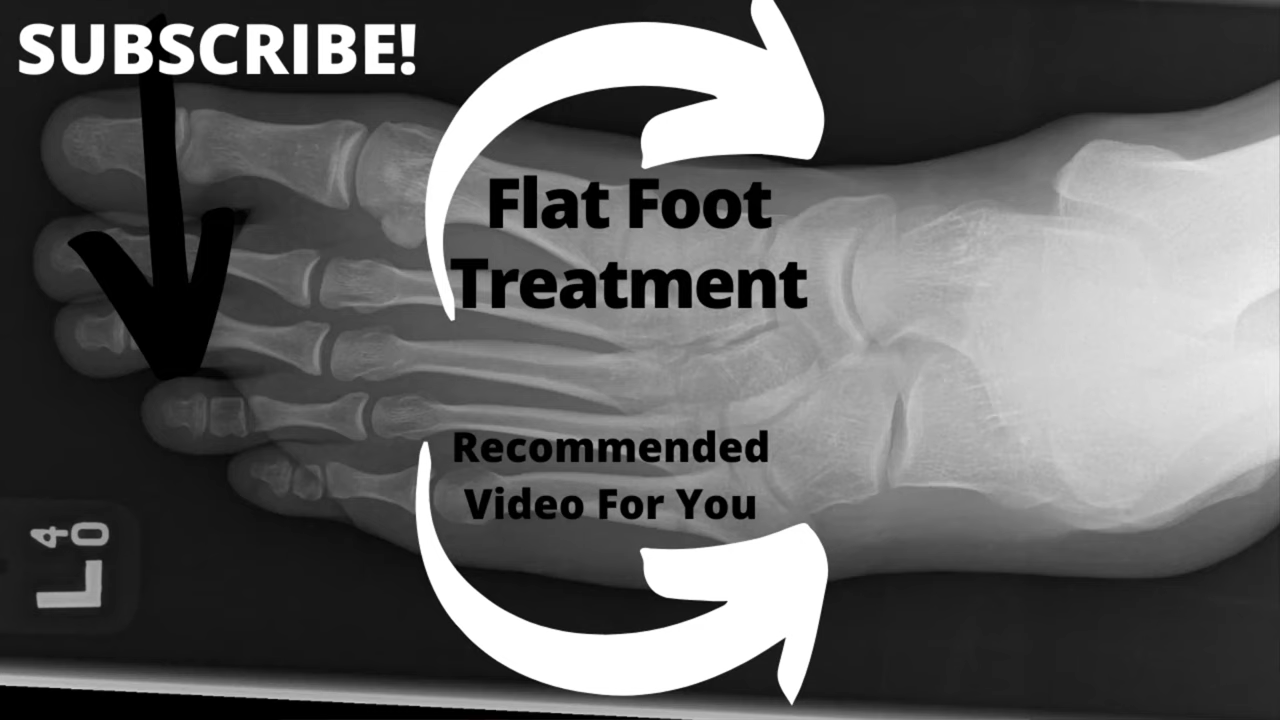 SUBSCRIBE!
Flat Foot
Treatment
Recommended
Video For You
L 40